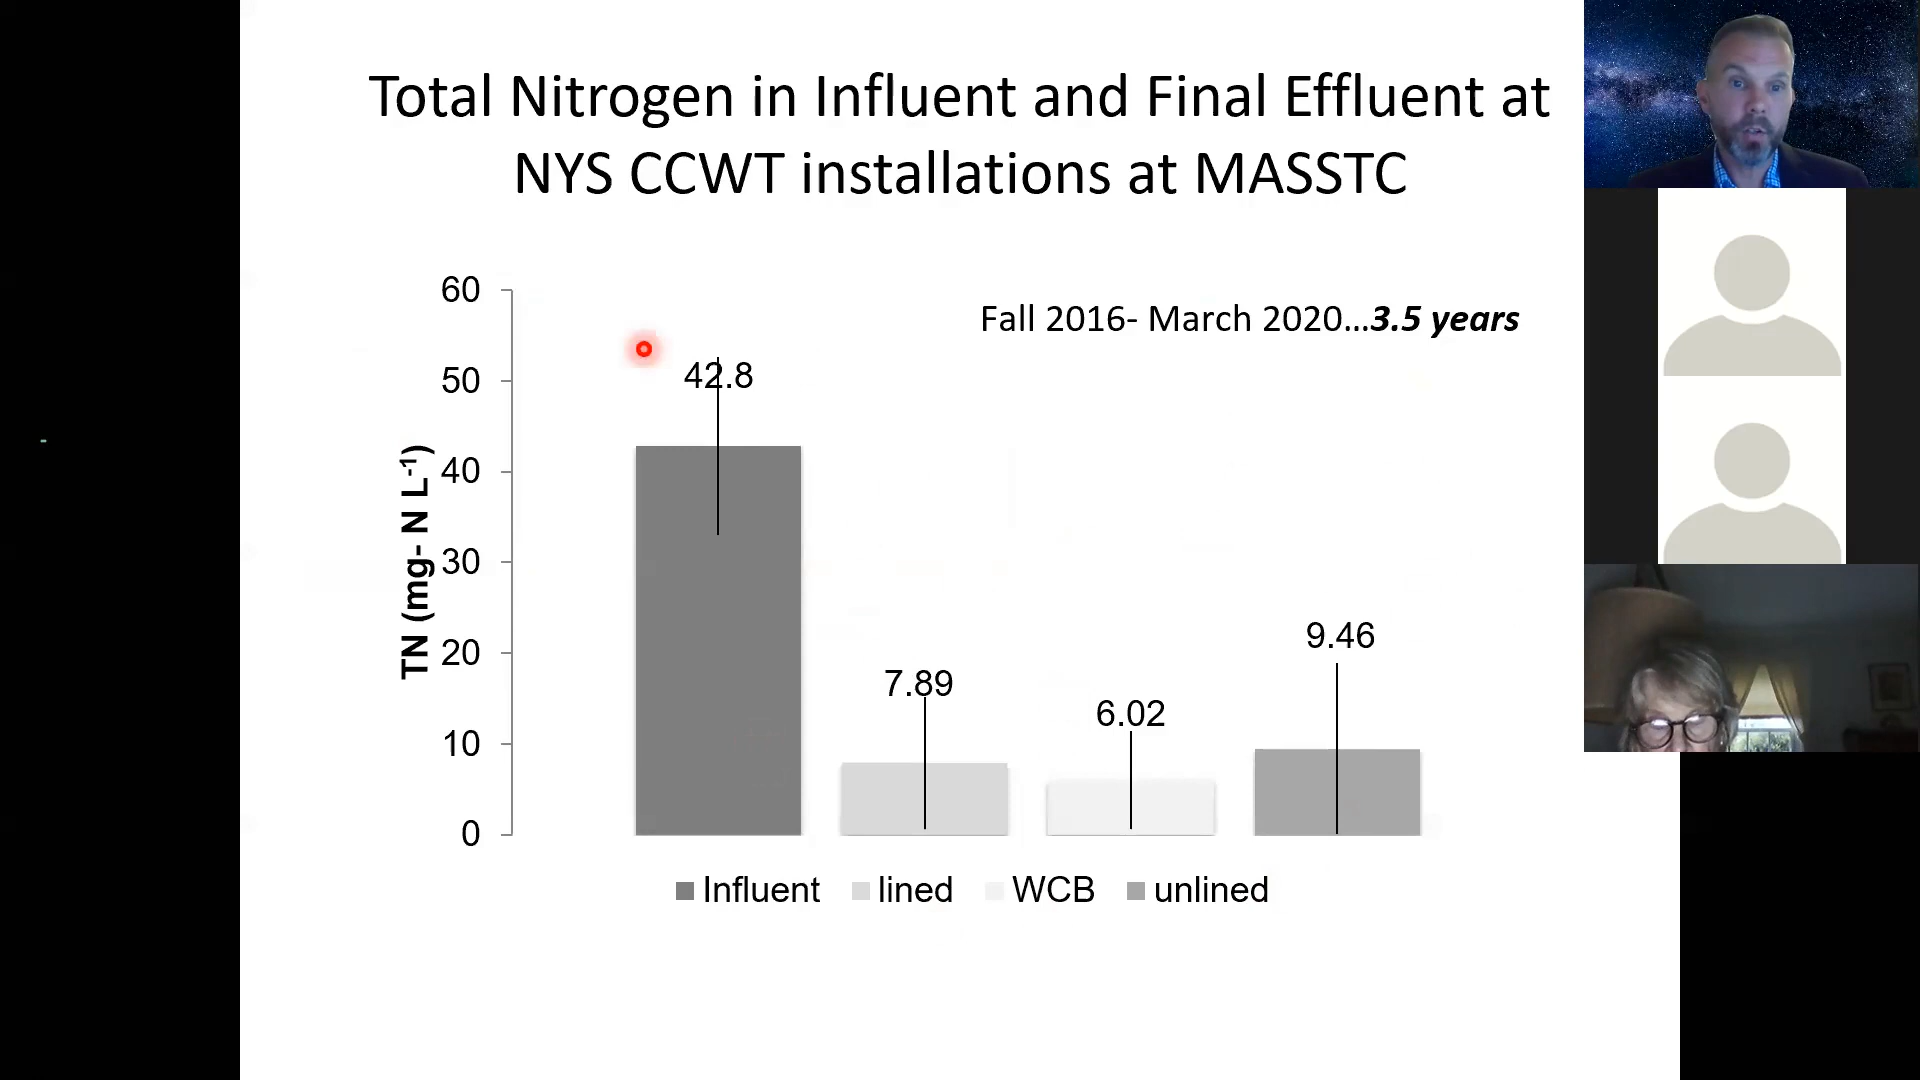 Total Nitrogen in Influent and Final Effluent at
NYS CCWT installations at MASSTC
Fall 2016- March 2020...3.5 years
TN (mg- N L-1)
60
50
40
30
20
10
0
42.8
7.89
6.02
9.46
Influent lined WCB unlined